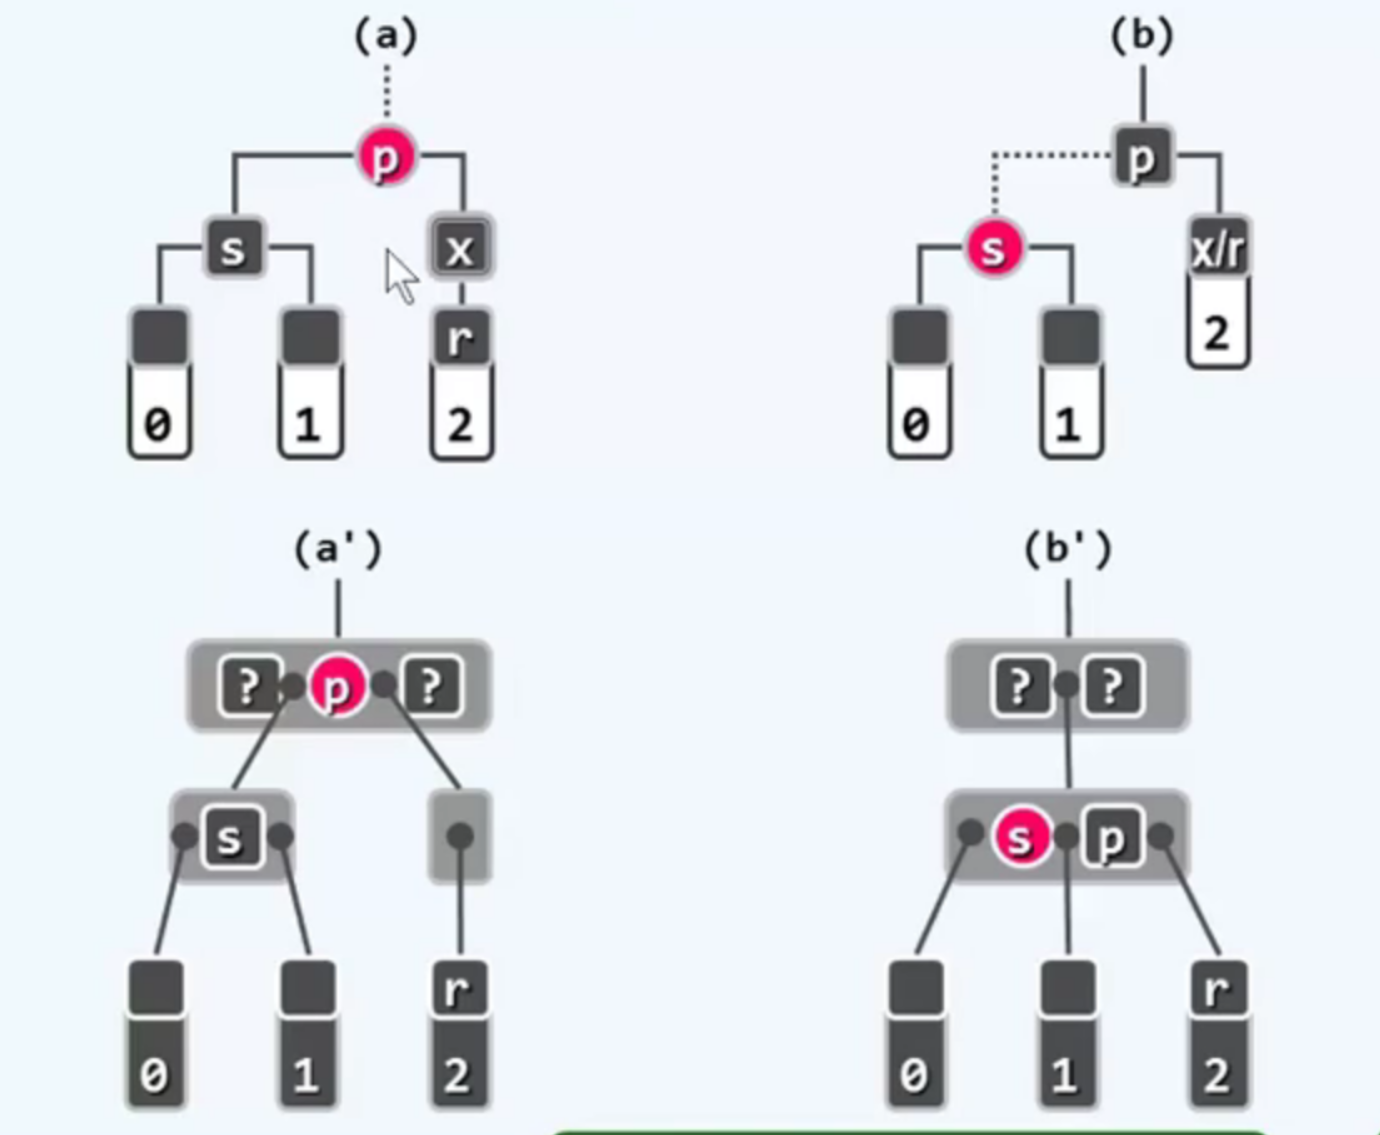 (a) (b)
p p
s x s x/r
r
0 1 2 0 1 2
(a') (b')
? p ? ? ?
s s p
r r
0 1 2 0 1 2